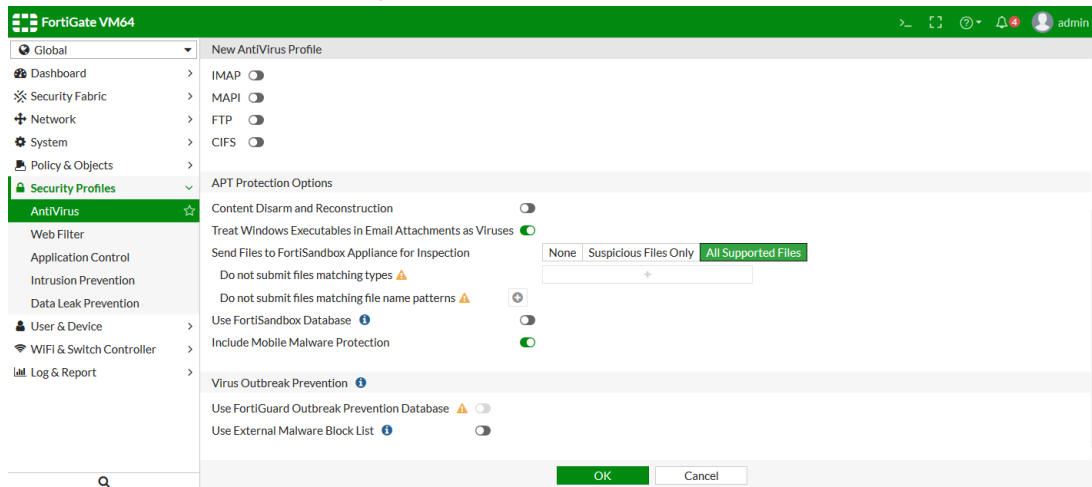 FortiGate VM64
>_
4
admin
Global
New AntiVirus Profile
Dashboard
IMAP
Security Fabric
MAPI
Network
FTP
System
CIFS
Policy & Objects
Security Profiles
APT Protection Options
AntiVirus
Content Disarm and Reconstruction
Web Filter
Treat Windows Executables in Email Attachments as Viruses
Application Control
Send Files to FortiSandbox Appliance for Inspection
None
Suspicious Files Only
All Supported Files
Intrusion Prevention
Do not submit files matching types
Data Leak Prevention
Do not submit files matching file name patterns
User & Device
Use FortiSandbox Database
WiFi & Switch Controller
Include Mobile Malware Protection
Log & Report
Virus Outbreak Prevention
Use FortiGuard Outbreak Prevention Database
Use External Malware Block List
OK
Cancel